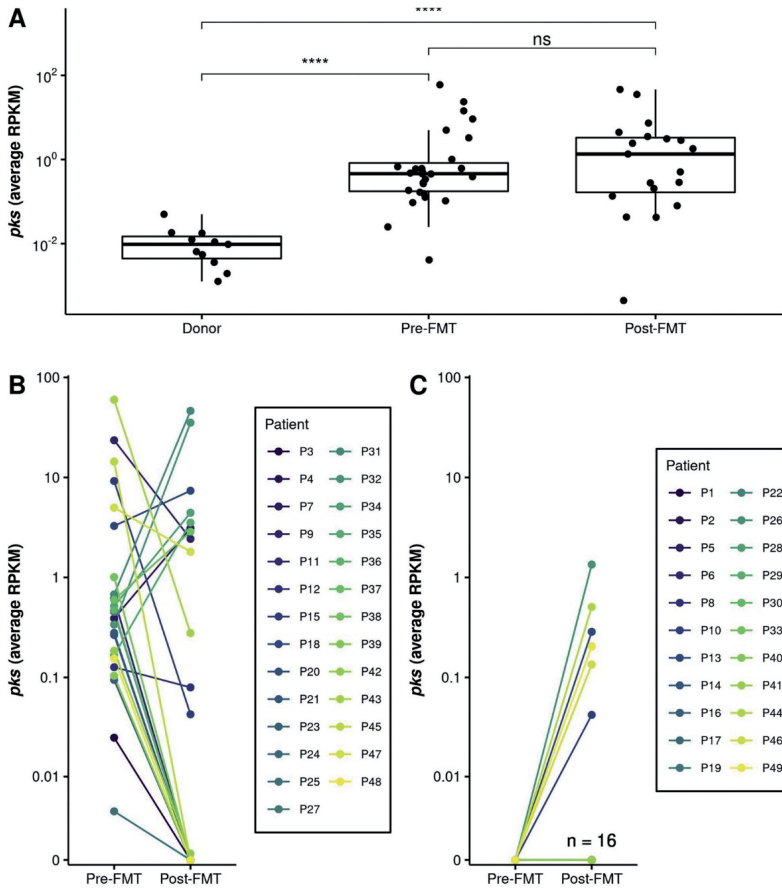 A
****
ns
****
pks (average RPKM)
10²
10⁰
10⁻²
Donor
Pre-FMT
Post-FMT
B
pks (average RPKM)
100
10
1
0.1
0.01
0
Pre-FMT
Post-FMT
Patient
P3 P31
P4 P32
P7 P34
P9 P35
P11 P36
P12 P37
P15 P38
P18 P39
P20 P42
P21 P43
P23 P45
P24 P47
P25 P48
P27
C
pks (average RPKM)
100
10
1
0.1
0.01
0
n = 16
Pre-FMT
Post-FMT
Patient
P1 P22
P2 P26
P5 P28
P6 P29
P8 P30
P10 P33
P13 P40
P14 P41
P16 P44
P17 P46
P19 P49